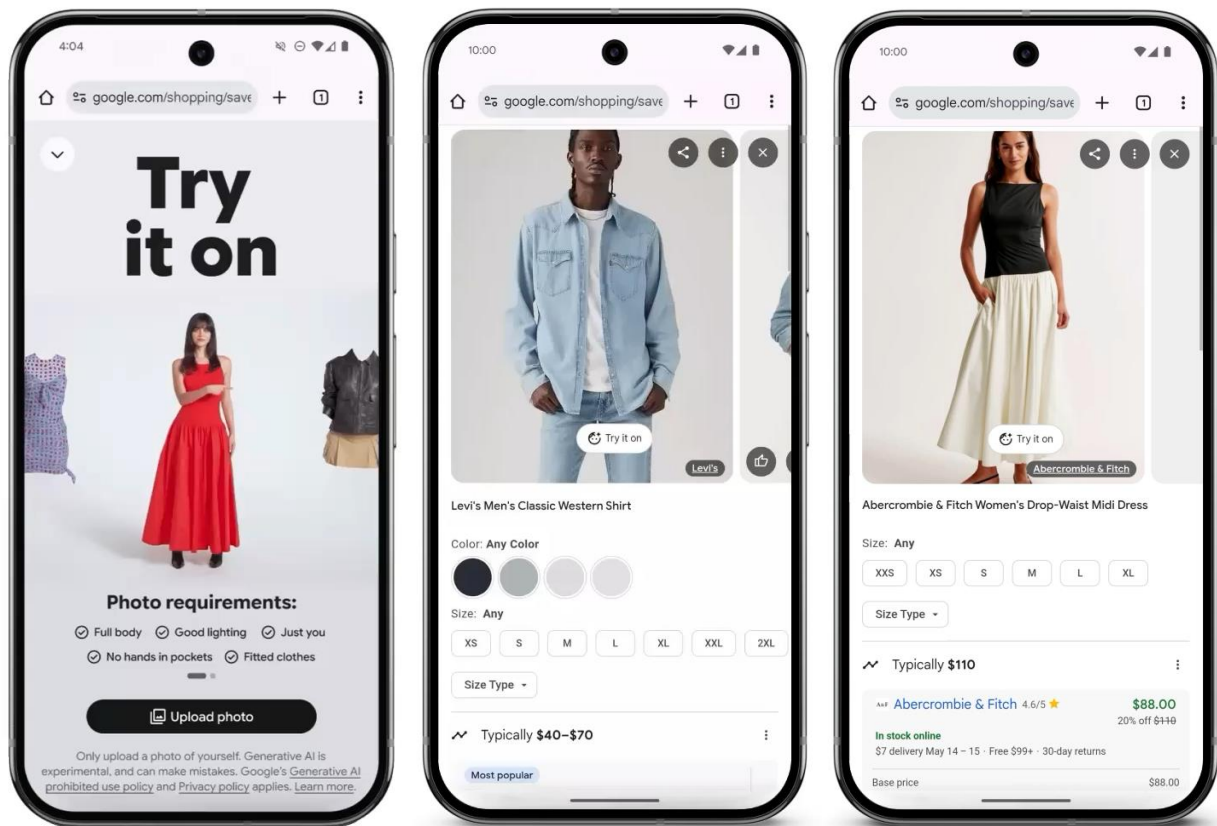 4:04
google.com/shopping/save
1
Try
it on
Photo requirements:
Full body Good lighting Just you
No hands in pockets Fitted clothes
Upload photo
Only upload a photo of yourself. Generative AI is
experimental, and can make mistakes. Google's Generative AI
prohibited use policy and Privacy policy applies. Learn more.
10:00
google.com/shopping/save
1
Try it on
Levi's
Levi's Men's Classic Western Shirt
Color: Any Color
Size: Any
XS S M L XL XXL 2XL
Size Type
Typically $40–$70
Most popular
10:00
google.com/shopping/save
1
Try it on
Abercrombie & Fitch
Abercrombie & Fitch Women's Drop-Waist Midi Dress
Size: Any
XXS XS S M L XL
Size Type
Typically $110
A&F Abercrombie & Fitch 4.6/5 $88.00
20% off $110
In stock online
$7 delivery May 14 – 15 · Free $99+ · 30-day returns
Base price $88.00